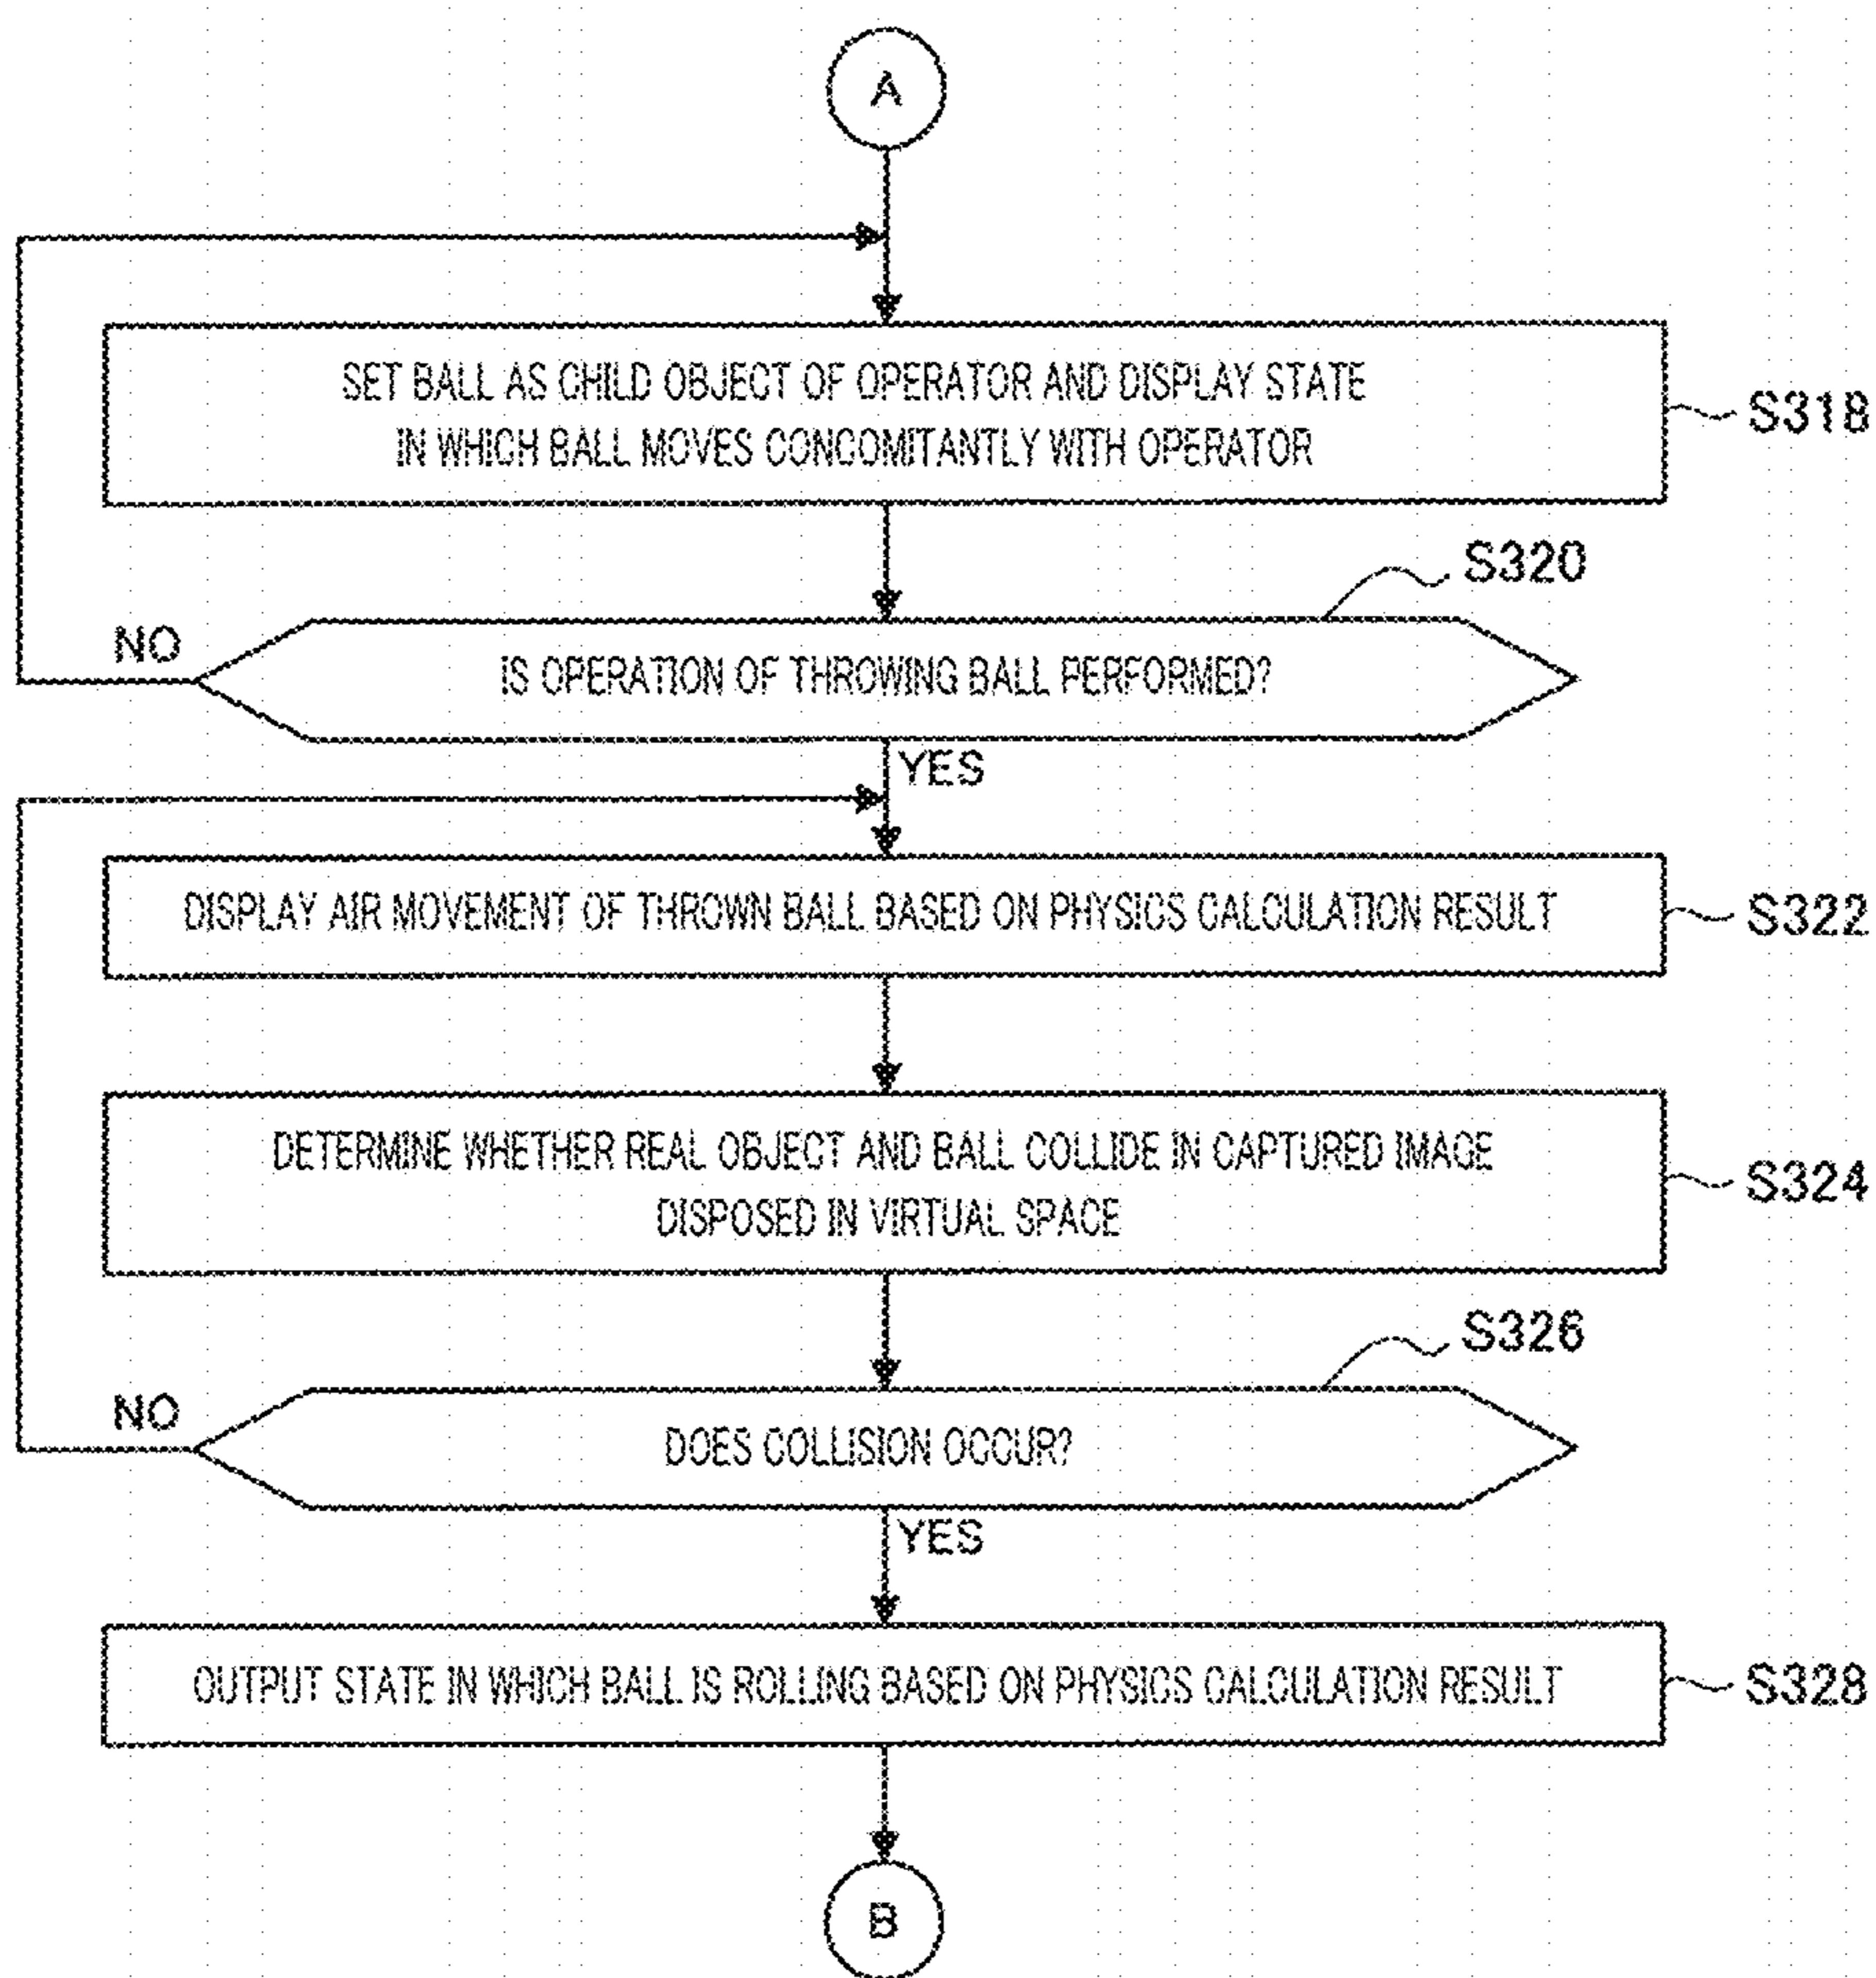 A
SET BALL AS CHILD OBJECT OF OPERATOR AND DISPLAY STATE
IN WHICH BALL MOVES CONCOMITANTLY WITH OPERATOR
S318
S320
NO
IS OPERATION OF THROWING BALL PERFORMED?
YES
DISPLAY AIR MOVEMENT OF THROWN BALL BASED ON PHYSICS CALCULATION RESULT
S322
DETERMINE WHETHER REAL OBJECT AND BALL COLLIDE IN CAPTURED IMAGE
DISPOSED IN VIRTUAL SPACE
S324
S326
NO
DOES COLLISION OCCUR?
YES
OUTPUT STATE IN WHICH BALL IS ROLLING BASED ON PHYSICS CALCULATION RESULT
S328
B